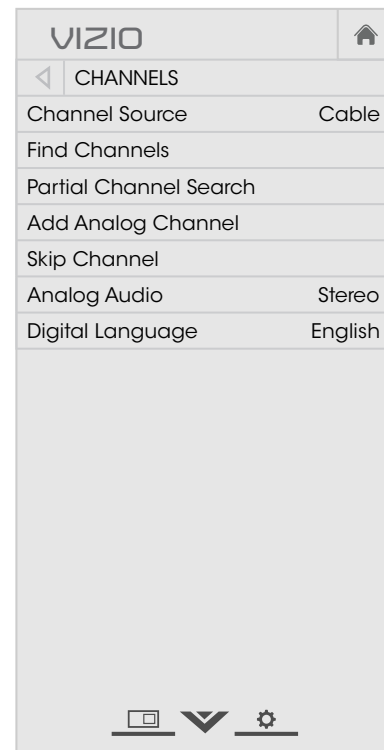 VIZIO
CHANNELS
Channel Source Cable
Find Channels
Partial Channel Search
Add Analog Channel
Skip Channel
Analog Audio Stereo
Digital Language English